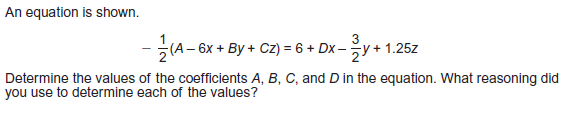 An equation is shown.
- 1/2(A – 6x + By + Cz) = 6 + Dx – 3/2y + 1.25z
Determine the values of the coefficients A, B, C, and D in the equation. What reasoning did
you use to determine each of the values?